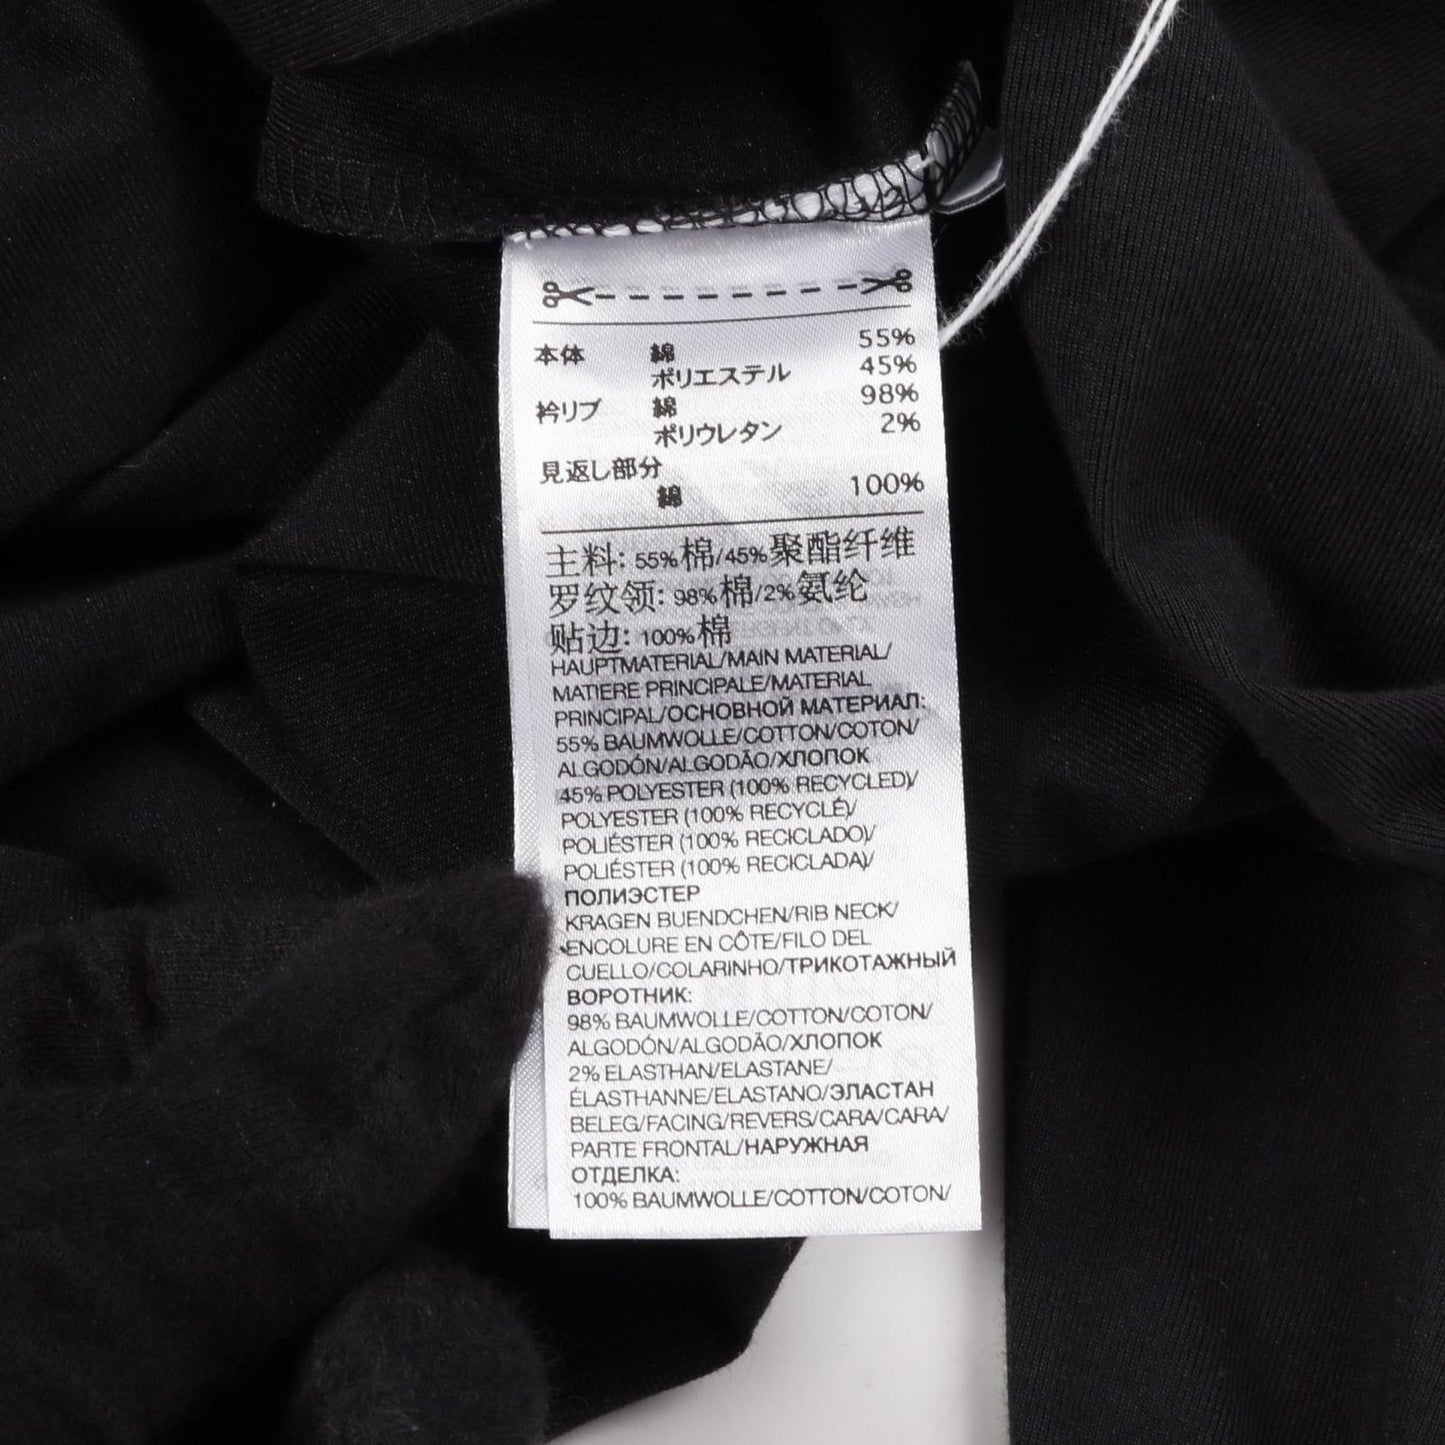 本体 綿 55%
ポリエステル 45%
衿リブ 綿 98%
ポリウレタン 2%
見返し部分
綿 100%
主料: 55%棉/45%聚酯纤维
罗纹领: 98%棉/2%氨纶
贴边: 100%棉
HAUPTMATERIAL/MAIN MATERIAL/
MATIERE PRINCIPALE/MATERIAL
PRINCIPAL/ОСНОВНОЙ МАТЕРИАЛ:
55% BAUMWOLLE/COTTON/COTON/
ALGODÓN/ALGODÃO/ХЛОПОК
45% POLYESTER (100% RECYCLED)/
POLYESTER (100% RECYCLÉ)/
POLIÉSTER (100% RECICLADO)/
POLIÉSTER (100% RECICLADA)/
ПОЛИЭСТЕР
KRAGEN BUENDCHEN/RIB NECK/
ENCOLURE EN CÔTE/FILO DEL
CUELLO/COLARINHO/ТРИКОТАЖНЫЙ
ВОРОТНИК:
98% BAUMWOLLE/COTTON/COTON/
ALGODÓN/ALGODÃO/ХЛОПОК
2% ELASTHAN/ELASTANE/
ÉLASTHANNE/ELASTANO/ЭЛАСТАН
BELEG/FACING/REVERS/CARA/CARA/
PARTE FRONTAL/НАРУЖНАЯ
ОТДЕЛКА:
100% BAUMWOLLE/COTTON/COTON/